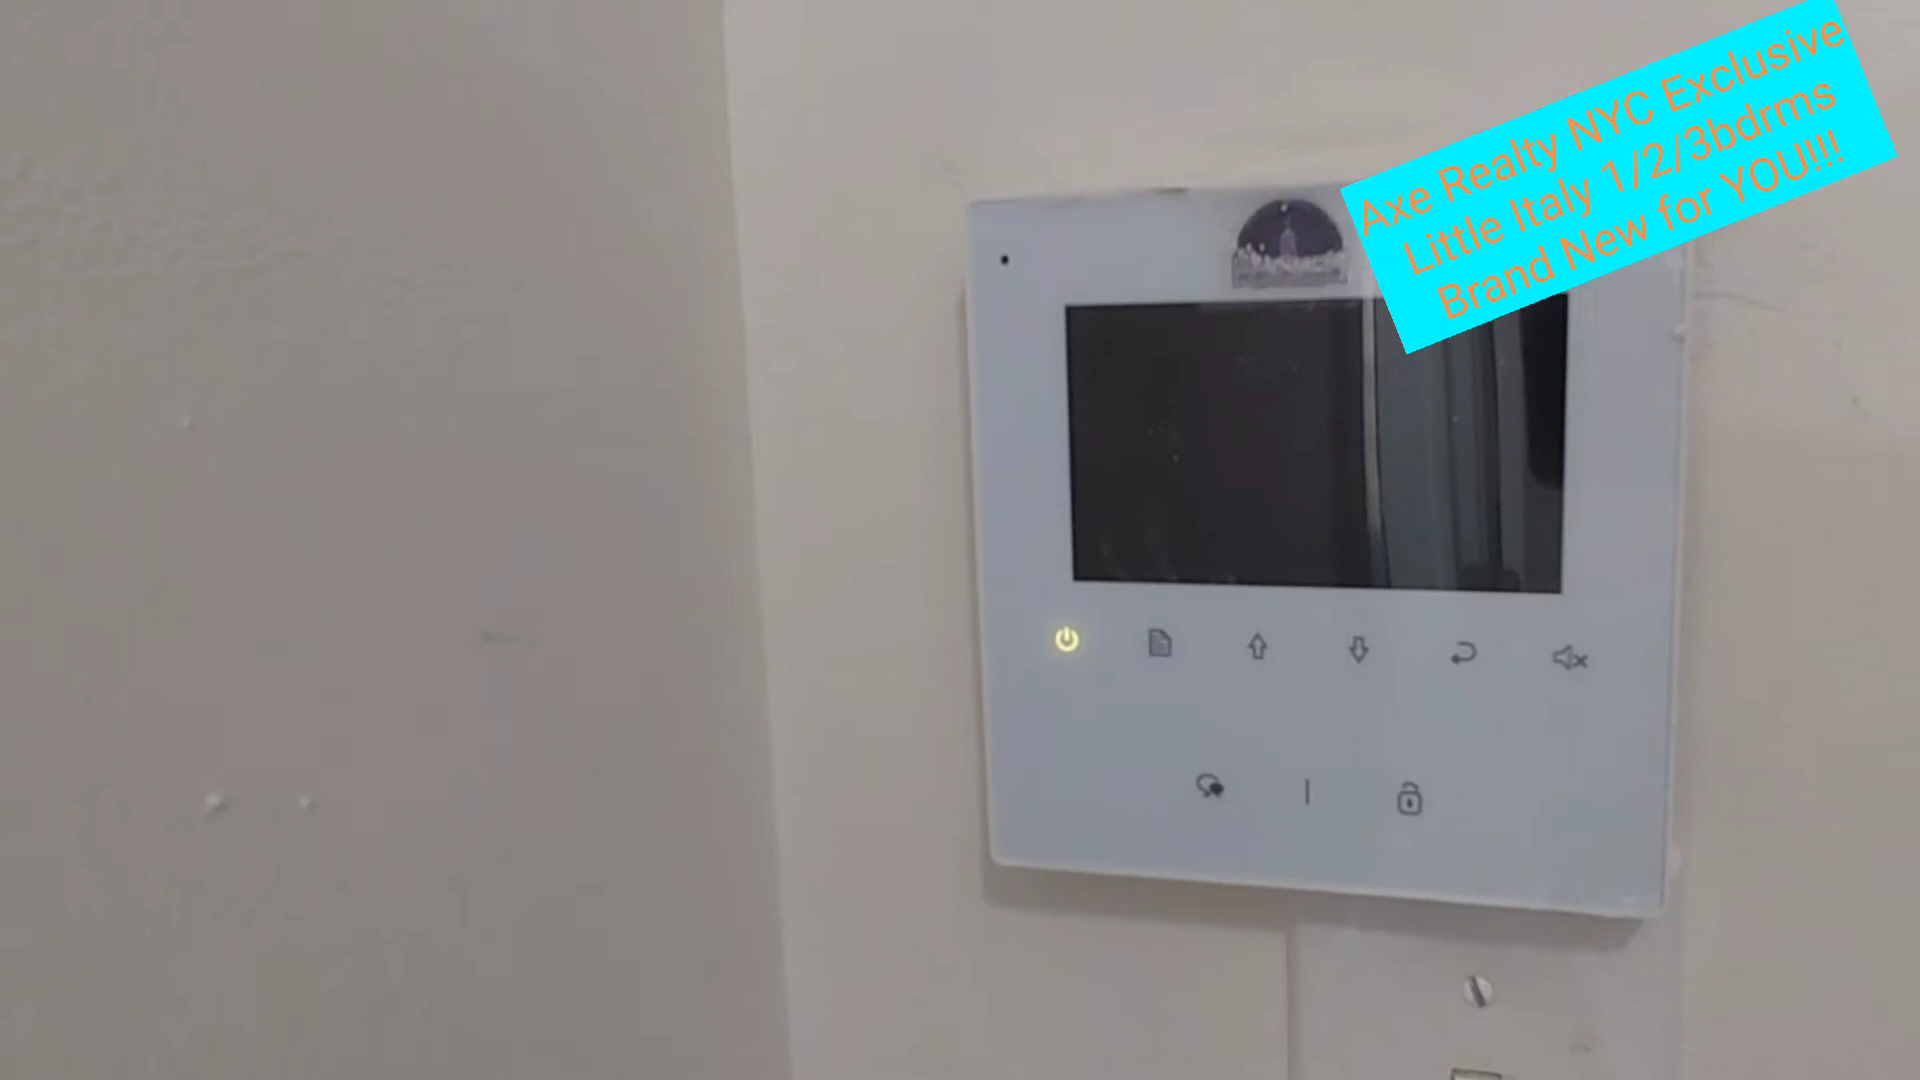 Axe Realty NYC Exclusive
Little Italy 1/2/3bdrms
Brand New for YOU!!!